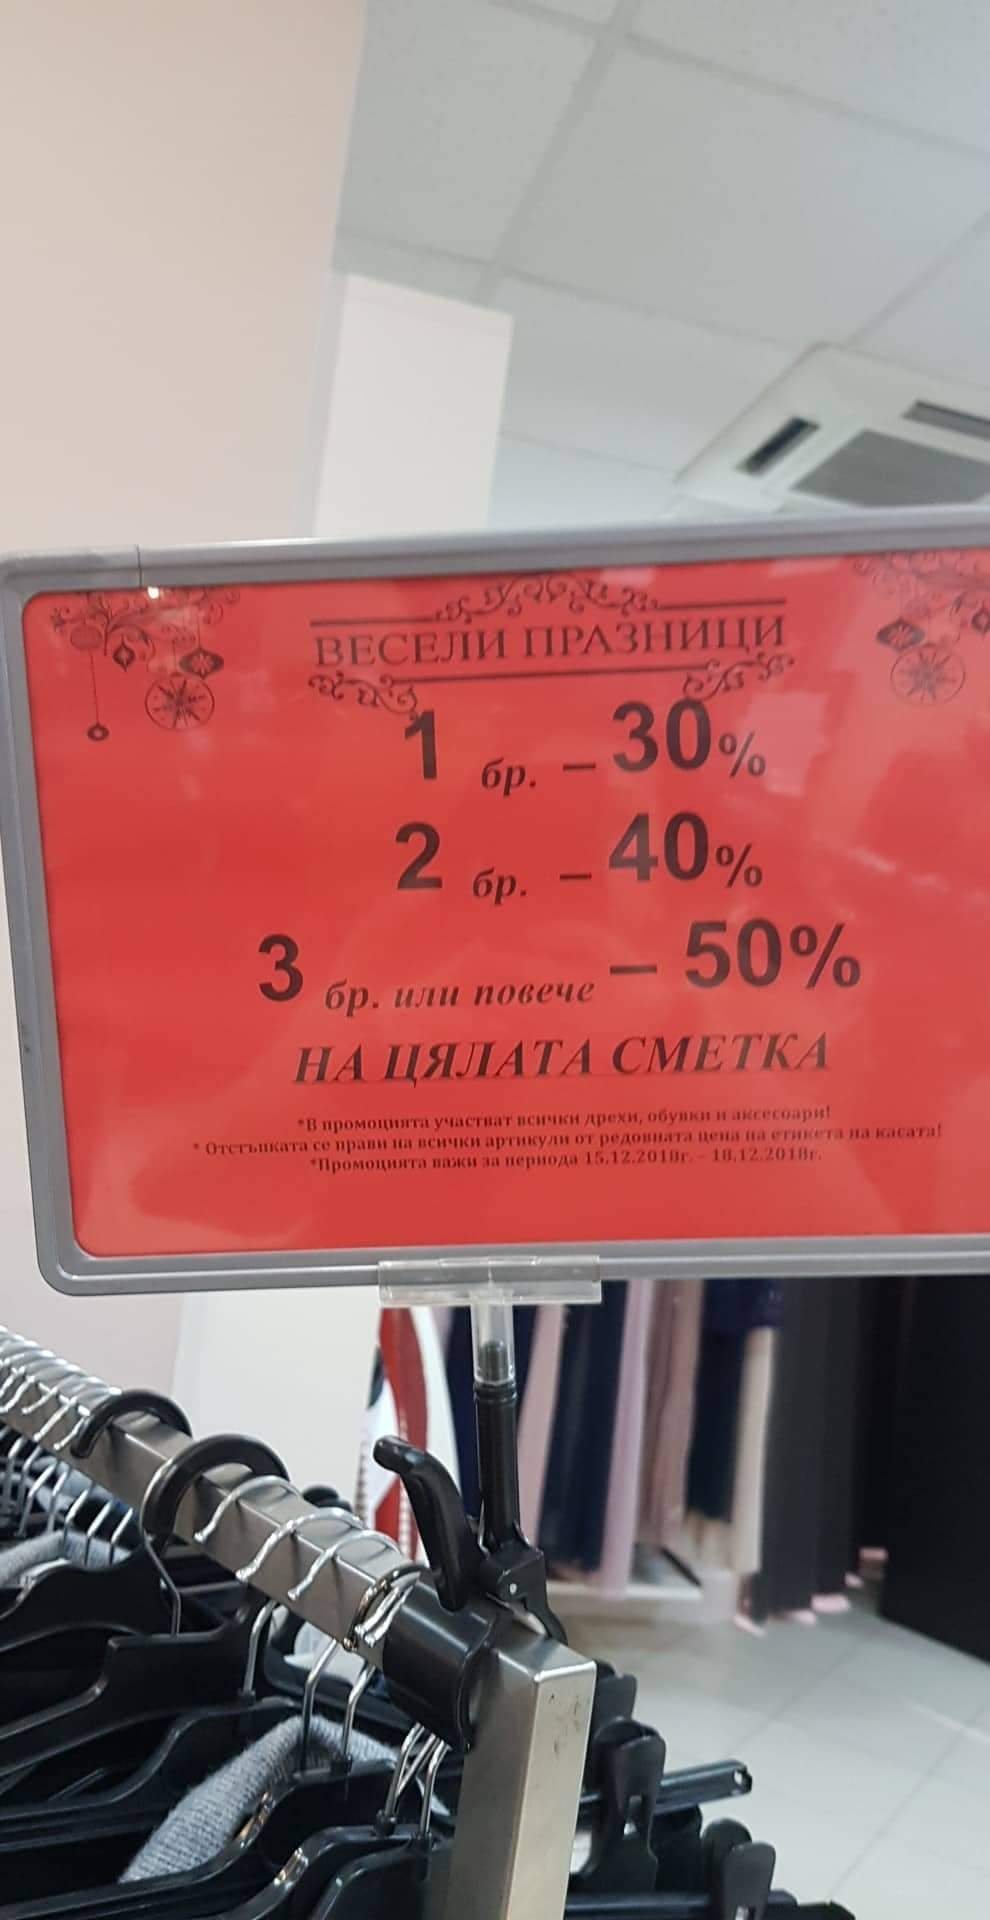 ВЕСЕЛИ ПРАЗНИЦИ
1 бр. – 30%
2 бр. – 40%
3 бр. или повече – 50%
НА ЦЯЛАТА СМЕТКА
*В промоцията участват всички дрехи, обувки и аксесоари!
* Отстъпката се прави на всички артикули от редовната цена на етикета на касата!
*Промоцията важи за периода 15.12.2018г. - 18.12.2018г.